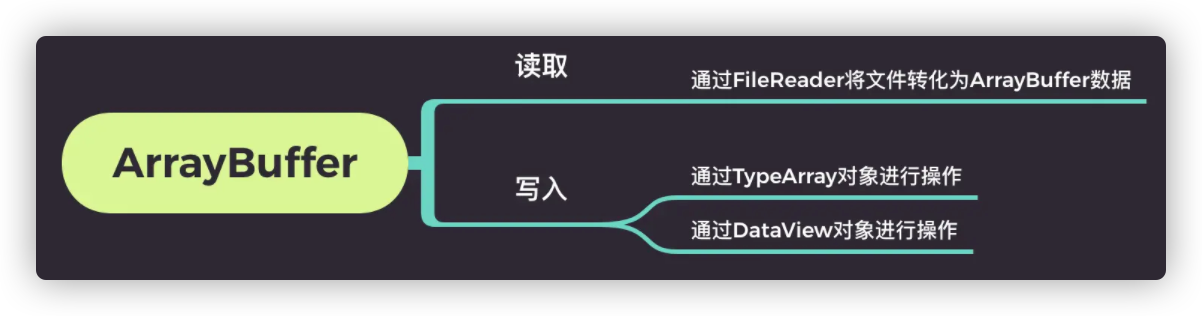 ArrayBuffer
读取
通过FileReader将文件转化为ArrayBuffer数据
写入
通过TypeArray对象进行操作
通过DataView对象进行操作